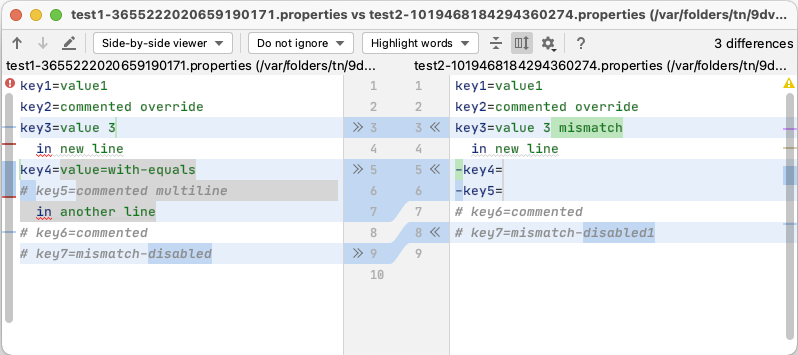 test1-3655222020659190171.properties vs test2-1019468184294360274.properties (/var/folders/tn/9dv...
Side-by-side viewer
Do not ignore
Highlight words
?
3 differences
test1-3655222020659190171.properties (/var/folders/tn/9d...
test2-1019468184294360274.properties (/var/folders/tn/9d...
key1=value1 1 1 key1=value1
key2=commented override 2 2 key2=commented override
key3=value 3 >> 3 3 << key3=value 3 mismatch
in new line 4 4 in new line
key4=value=with-equals >> 5 5 << -key4=
# key5=commented multiline 6 6 -key5=
in another line 7 7 # key6=commented
# key6=commented 8 8 << # key7=mismatch-disabled1
# key7=mismatch-disabled >> 9 9
10